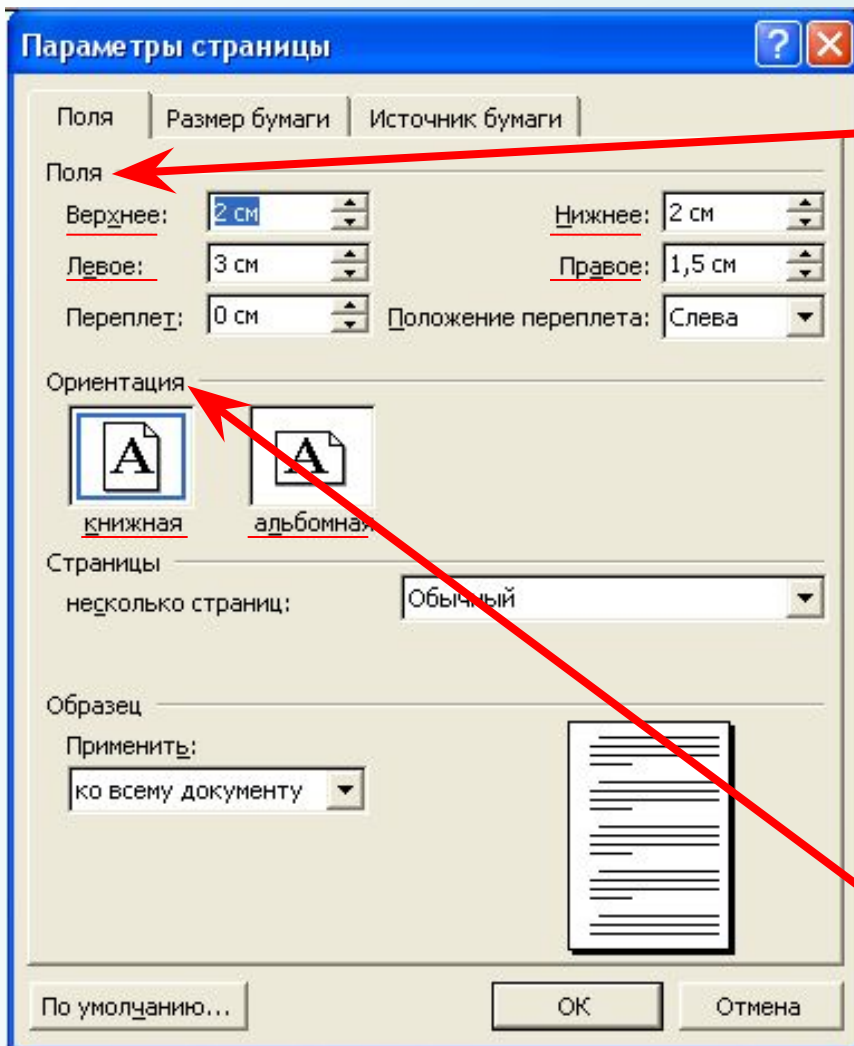 Параметры страницы
Поля Размер бумаги Источник бумаги
Поля
Верхнее: 2 см Нижнее: 2 см
Левое: 3 см Правое: 1,5 см
Переплет: 0 см Положение переплета: Слева
Ориентация
A A
книжная альбомная
Страницы
несколько страниц: Обычный
Образец
Применить:
ко всему документу
По умолчанию... ОК Отмена